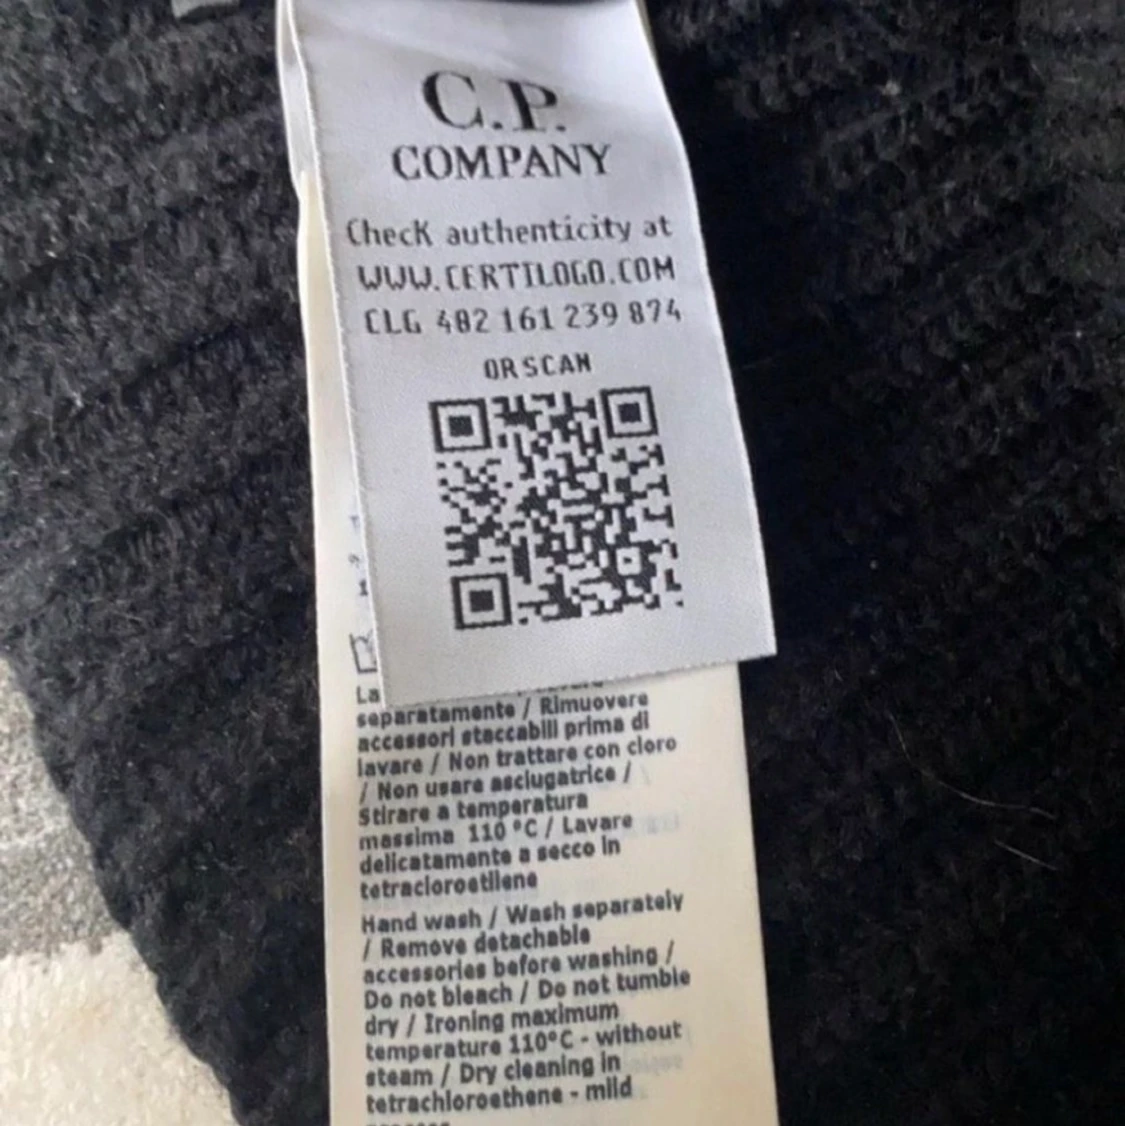 C.P.
COMPANY
Check authenticity at
WWW.CERTILOGO.COM
CLG 482 161 239 874
OR SCAN
La
separatamente / Rimuovere
accessori staccabili prima di
lavare / Non trattare con cloro
/ Non usare asciugatrice /
Stirare a temperatura
massima 110 °C / Lavare
delicatamente a secco in
tetracloroetilene
Hand wash / Wash separately
/ Remove detachable
accessories before washing /
Do not bleach / Do not tumble
dry / Ironing maximum
temperature 110°C - without
steam / Dry cleaning in
tetrachloroethene - mild